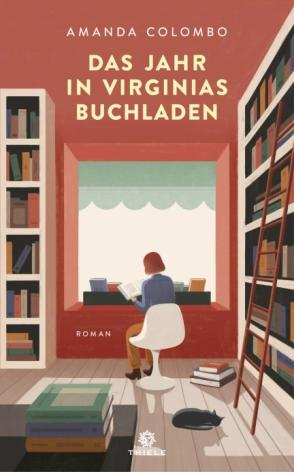 AMANDA COLOMBO
DAS JAHR
IN VIRGINIAS
BUCHLADEN
ROMAN
THIELE